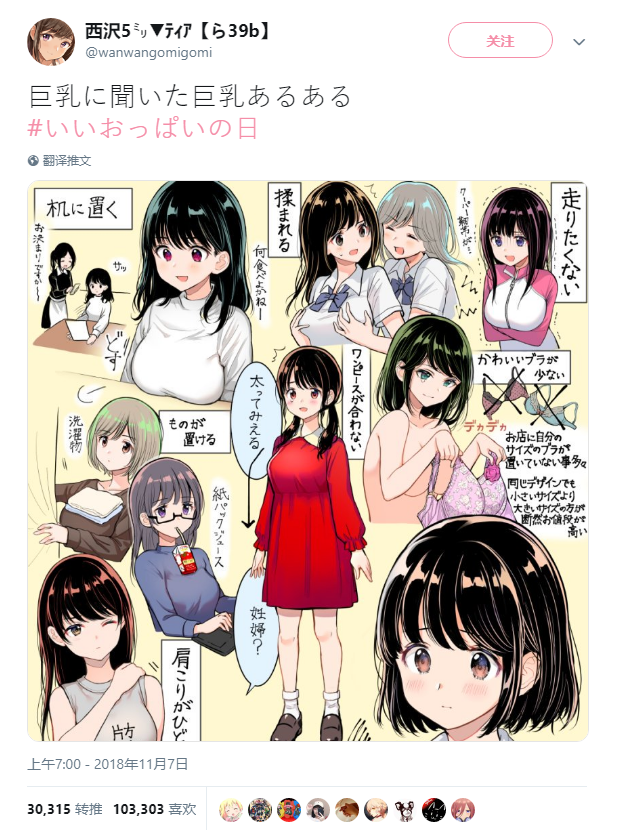 西沢5㍉▼ﾃｨｱ【ら39b】
@wanwangomigomi
关注
巨乳に聞いた巨乳あるある
#いいおっぱいの日
翻译推文
机に置く
お決まりですか〜
サッ
何食べよかねー
どすっ
揉まれる
クーパー靭帯が…
走りたくない
洗濯物
ものが
置ける
紙パックジュース
太ってみえる
妊婦?
ワンピースが合わない
かわいいブラが
少ない
デカデカ
お店に自分の
サイズのブラが
置いていない事多々
同じデザインでも
小さいサイズより
大きいサイズの方が
断然お値段が
高い
肩こりがひど
上午7:00 - 2018年11月7日
30,315 转推 103,303 喜欢